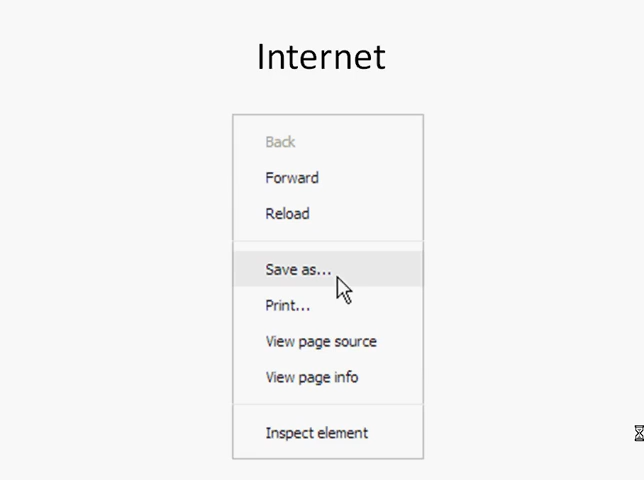 Internet
Back
Forward
Reload
Save as...
Print...
View page source
View page info
Inspect element